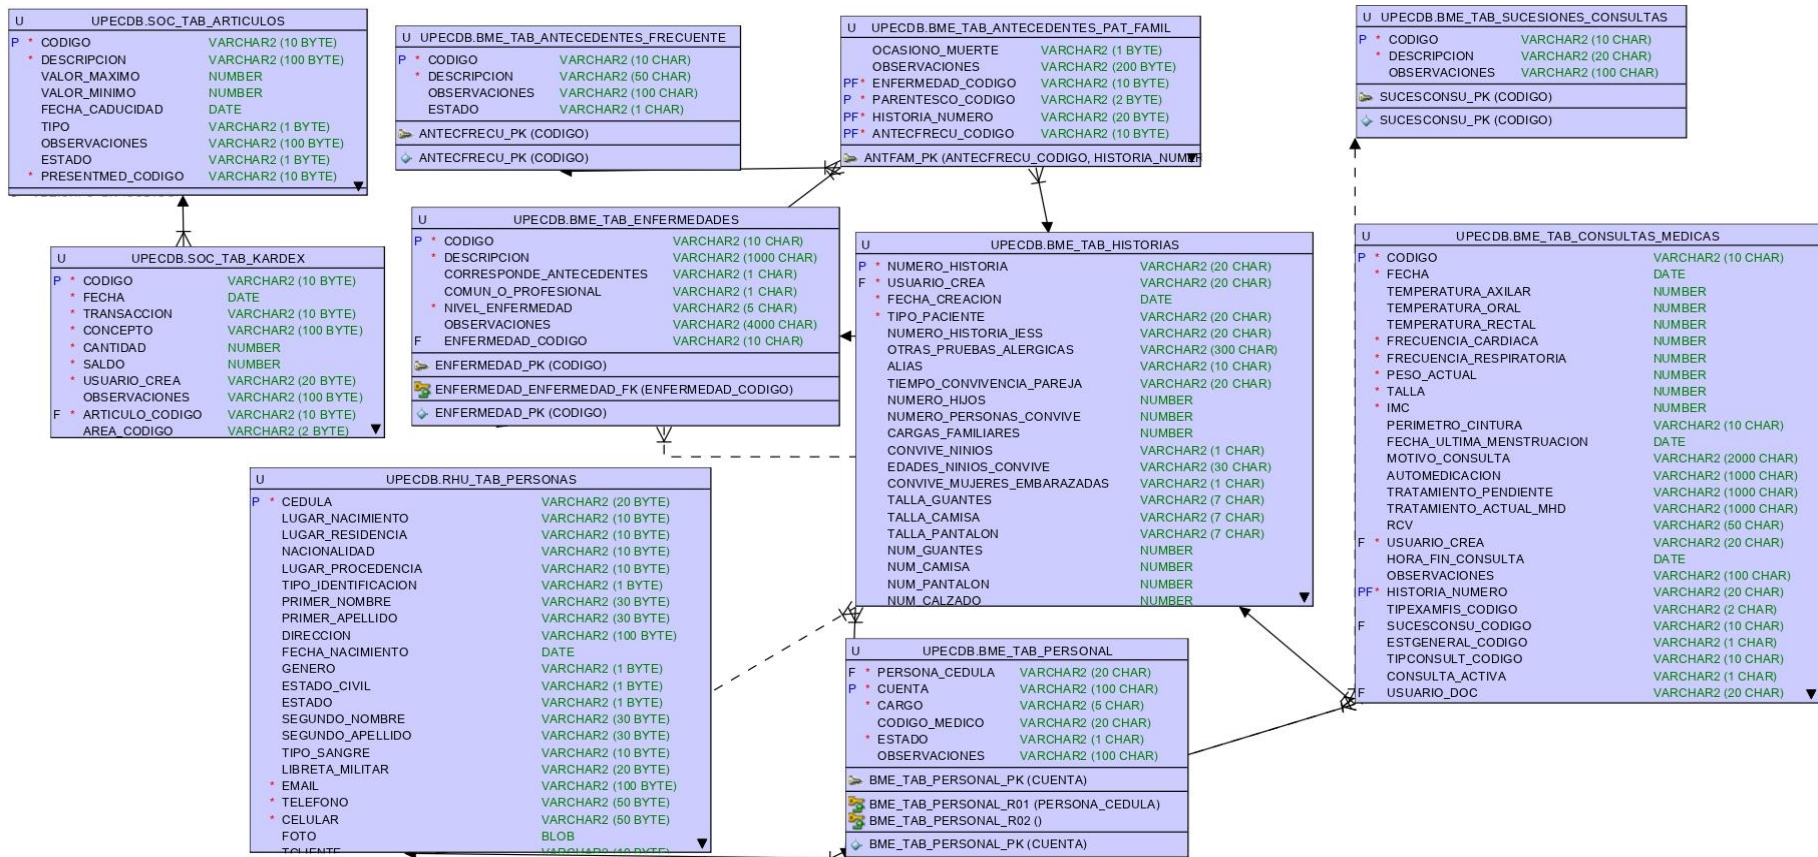 U UPECDB.SOC_TAB_ARTICULOS
P * CODIGO VARCHAR2 (10 BYTE)
* DESCRIPCION VARCHAR2 (100 BYTE)
VALOR_MAXIMO NUMBER
VALOR_MINIMO NUMBER
FECHA_CADUCIDAD DATE
TIPO VARCHAR2 (1 BYTE)
OBSERVACIONES VARCHAR2 (100 BYTE)
ESTADO VARCHAR2 (1 BYTE)
* PRESENTMED_CODIGO VARCHAR2 (10 BYTE)
U UPECDB.BME_TAB_ANTECEDENTES_FRECUENTE
P * CODIGO VARCHAR2 (10 CHAR)
* DESCRIPCION VARCHAR2 (50 CHAR)
OBSERVACIONES VARCHAR2 (100 CHAR)
ESTADO VARCHAR2 (1 CHAR)
ANTECFRECU_PK (CODIGO)
ANTECFRECU_PK (CODIGO)
U UPECDB.BME_TAB_ANTECEDENTES_PAT_FAMIL
OCASIONO_MUERTE VARCHAR2 (1 BYTE)
OBSERVACIONES VARCHAR2 (200 BYTE)
PF* ENFERMEDAD_CODIGO VARCHAR2 (10 BYTE)
P * PARENTESCO_CODIGO VARCHAR2 (2 BYTE)
PF* HISTORIA_NUMERO VARCHAR2 (20 BYTE)
PF* ANTECFRECU_CODIGO VARCHAR2 (10 BYTE)
ANTFAM_PK (ANTECFRECU_CODIGO, HISTORIA_NUMER
U UPECDB.BME_TAB_SUCESIONES_CONSULTAS
P * CODIGO VARCHAR2 (10 CHAR)
* DESCRIPCION VARCHAR2 (20 CHAR)
OBSERVACIONES VARCHAR2 (100 CHAR)
SUCESCONSU_PK (CODIGO)
SUCESCONSU_PK (CODIGO)
U UPECDB.SOC_TAB_KARDEX
P * CODIGO VARCHAR2 (10 BYTE)
* FECHA DATE
* TRANSACCION VARCHAR2 (10 BYTE)
* CONCEPTO VARCHAR2 (100 BYTE)
* CANTIDAD NUMBER
* SALDO NUMBER
* USUARIO_CREA VARCHAR2 (20 BYTE)
OBSERVACIONES VARCHAR2 (100 BYTE)
F * ARTICULO_CODIGO VARCHAR2 (10 BYTE)
AREA_CODIGO VARCHAR2 (2 BYTE)
U UPECDB.BME_TAB_ENFERMEDADES
P * CODIGO VARCHAR2 (10 CHAR)
* DESCRIPCION VARCHAR2 (1000 CHAR)
CORRESPONDE_ANTECEDENTES VARCHAR2 (1 CHAR)
COMUN_O_PROFESIONAL VARCHAR2 (1 CHAR)
* NIVEL_ENFERMEDAD VARCHAR2 (5 CHAR)
OBSERVACIONES VARCHAR2 (4000 CHAR)
F ENFERMEDAD_CODIGO VARCHAR2 (10 CHAR)
ENFERMEDAD_PK (CODIGO)
ENFERMEDAD_ENFERMEDAD_FK (ENFERMEDAD_CODIGO)
ENFERMEDAD_PK (CODIGO)
U UPECDB.BME_TAB_HISTORIAS
P * NUMERO_HISTORIA VARCHAR2 (20 CHAR)
F * USUARIO_CREA VARCHAR2 (20 CHAR)
* FECHA_CREACION DATE
* TIPO_PACIENTE VARCHAR2 (20 CHAR)
NUMERO_HISTORIA_IESS VARCHAR2 (20 CHAR)
OTRAS_PRUEBAS_ALERGICAS VARCHAR2 (300 CHAR)
ALIAS VARCHAR2 (10 CHAR)
TIEMPO_CONVIVENCIA_PAREJA VARCHAR2 (20 CHAR)
NUMERO_HIJOS NUMBER
NUMERO_PERSONAS_CONVIVE NUMBER
CARGAS_FAMILIARES NUMBER
CONVIVE_NINIOS VARCHAR2 (1 CHAR)
EDADES_NINIOS_CONVIVE VARCHAR2 (30 CHAR)
CONVIVE_MUJERES_EMBARAZADAS VARCHAR2 (1 CHAR)
TALLA_GUANTES VARCHAR2 (7 CHAR)
TALLA_CAMISA VARCHAR2 (7 CHAR)
TALLA_PANTALON VARCHAR2 (7 CHAR)
NUM_GUANTES NUMBER
NUM_CAMISA NUMBER
NUM_PANTALON NUMBER
NUM_CALZADO NUMBER
U UPECDB.BME_TAB_CONSULTAS_MEDICAS
P * CODIGO VARCHAR2 (10 CHAR)
* FECHA DATE
TEMPERATURA_AXILAR NUMBER
TEMPERATURA_ORAL NUMBER
TEMPERATURA_RECTAL NUMBER
* FRECUENCIA_CARDIACA NUMBER
* FRECUENCIA_RESPIRATORIA NUMBER
* PESO_ACTUAL NUMBER
* TALLA NUMBER
* IMC NUMBER
PERIMETRO_CINTURA VARCHAR2 (10 CHAR)
FECHA_ULTIMA_MENSTRUACION DATE
MOTIVO_CONSULTA VARCHAR2 (2000 CHAR)
AUTOMEDICACION VARCHAR2 (1000 CHAR)
TRATAMIENTO_PENDIENTE VARCHAR2 (1000 CHAR)
TRATAMIENTO_ACTUAL_MHD VARCHAR2 (1000 CHAR)
RCV VARCHAR2 (50 CHAR)
F * USUARIO_CREA VARCHAR2 (20 CHAR)
HORA_FIN_CONSULTA DATE
OBSERVACIONES VARCHAR2 (100 CHAR)
PF* HISTORIA_NUMERO VARCHAR2 (20 CHAR)
TIPEXAMFIS_CODIGO VARCHAR2 (2 CHAR)
F SUCESCONSU_CODIGO VARCHAR2 (10 CHAR)
ESTGENERAL_CODIGO VARCHAR2 (1 CHAR)
TIPCONSULT_CODIGO VARCHAR2 (10 CHAR)
CONSULTA_ACTIVA VARCHAR2 (1 CHAR)
F USUARIO_DOC VARCHAR2 (20 CHAR)
U UPECDB.RHU_TAB_PERSONAS
P * CEDULA VARCHAR2 (20 BYTE)
LUGAR_NACIMIENTO VARCHAR2 (10 BYTE)
LUGAR_RESIDENCIA VARCHAR2 (10 BYTE)
NACIONALIDAD VARCHAR2 (10 BYTE)
LUGAR_PROCEDENCIA VARCHAR2 (10 BYTE)
TIPO_IDENTIFICACION VARCHAR2 (1 BYTE)
PRIMER_NOMBRE VARCHAR2 (30 BYTE)
PRIMER_APELLIDO VARCHAR2 (30 BYTE)
DIRECCION VARCHAR2 (100 BYTE)
FECHA_NACIMIENTO DATE
GENERO VARCHAR2 (1 BYTE)
ESTADO_CIVIL VARCHAR2 (1 BYTE)
ESTADO VARCHAR2 (1 BYTE)
SEGUNDO_NOMBRE VARCHAR2 (30 BYTE)
SEGUNDO_APELLIDO VARCHAR2 (30 BYTE)
TIPO_SANGRE VARCHAR2 (10 BYTE)
LIBRETA_MILITAR VARCHAR2 (20 BYTE)
* EMAIL VARCHAR2 (100 BYTE)
* TELEFONO VARCHAR2 (50 BYTE)
* CELULAR VARCHAR2 (50 BYTE)
FOTO BLOB
U UPECDB.BME_TAB_PERSONAL
F * PERSONA_CEDULA VARCHAR2 (20 CHAR)
P * CUENTA VARCHAR2 (100 CHAR)
* CARGO VARCHAR2 (5 CHAR)
CODIGO_MEDICO VARCHAR2 (20 CHAR)
* ESTADO VARCHAR2 (1 CHAR)
OBSERVACIONES VARCHAR2 (100 CHAR)
BME_TAB_PERSONAL_PK (CUENTA)
BME_TAB_PERSONAL_R01 (PERSONA_CEDULA)
BME_TAB_PERSONAL_R02 ()
BME_TAB_PERSONAL_PK (CUENTA)